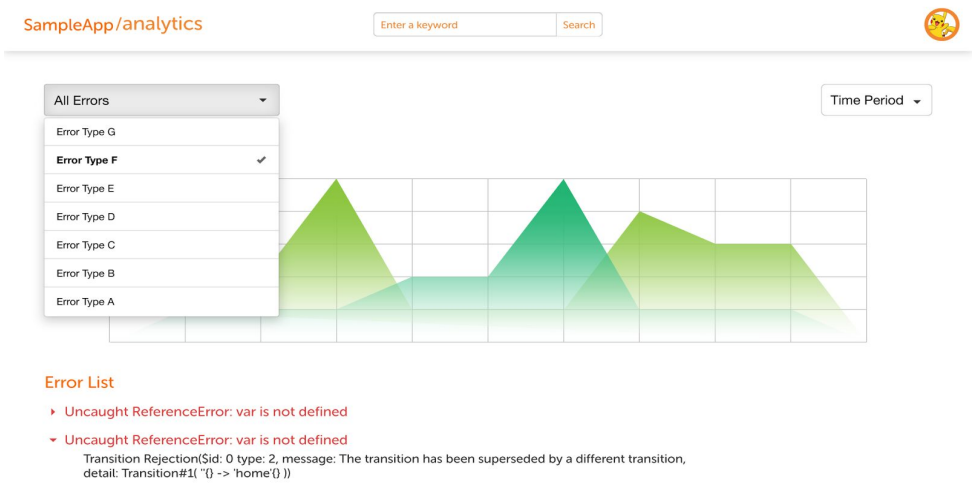 SampleApp/analytics
Enter a keyword
Search
All Errors
Time Period
Error Type G
Error Type F
Error Type E
Error Type D
Error Type C
Error Type B
Error Type A
Error List
Uncaught ReferenceError: var is not defined
Uncaught ReferenceError: var is not defined
Transition Rejection($id: 0 type: 2, message: The transition has been superseded by a different transition,
detail: Transition#1( ''{} -> 'home'{} ))